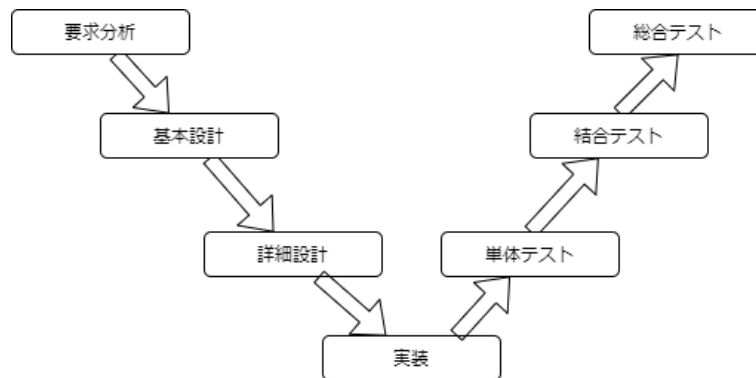 要求分析
総合テスト
基本設計
結合テスト
詳細設計
単体テスト
実装